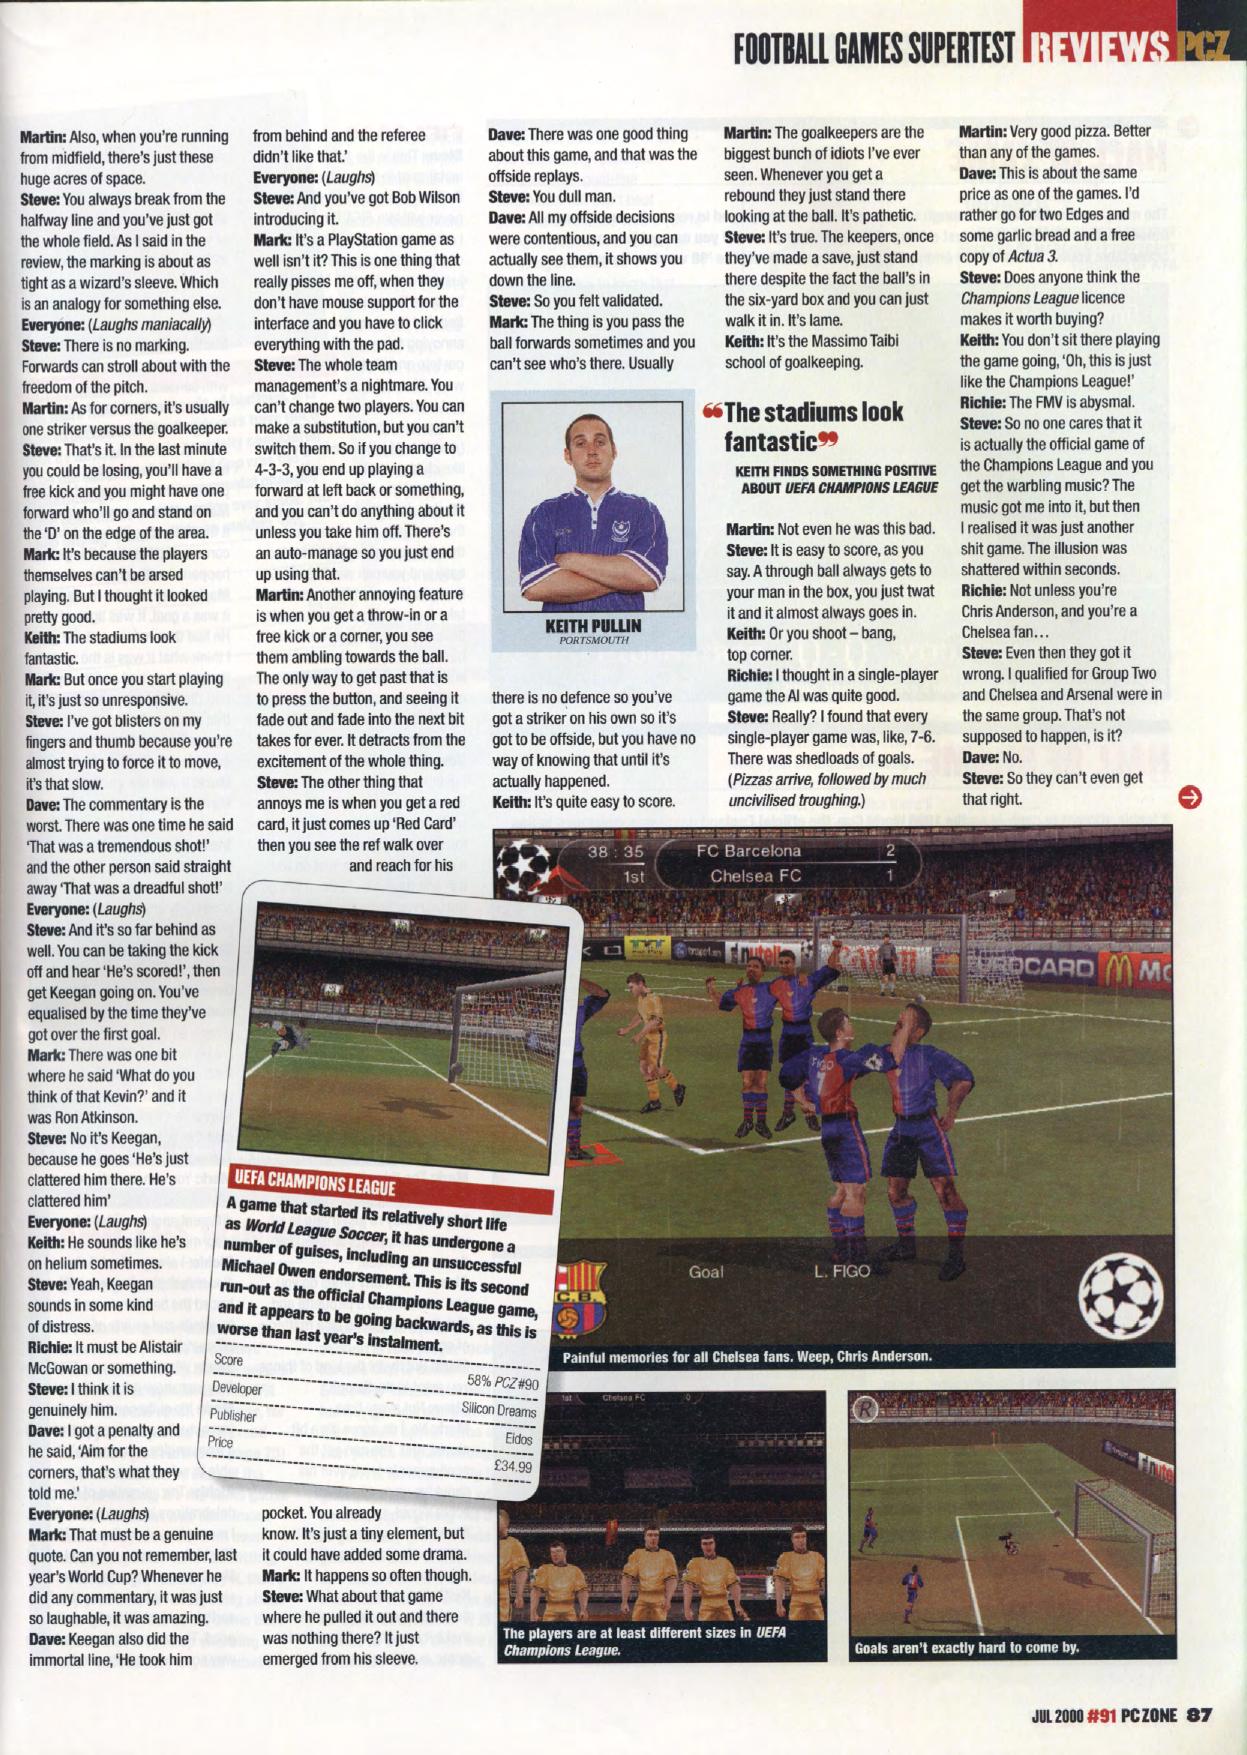 FOOTBALL GAMES SUPERTEST REVIEWS PCZ
Martin: Also, when you're running
from midfield, there's just these
huge acres of space.
Steve: You always break from the
halfway line and you've just got
the whole field. As I said in the
review, the marking is about as
tight as a wizard's sleeve. Which
is an analogy for something else.
Everyone: (Laughs maniacally)
Steve: There is no marking.
Forwards can stroll about with the
freedom of the pitch.
Martin: As for corners, it's usually
one striker versus the goalkeeper.
Steve: That's it. In the last minute
you could be losing, you'll have a
free kick and you might have one
forward who'll go and stand on
the 'D' on the edge of the area.
Mark: It's because the players
themselves can't be arsed
playing. But I thought it looked
pretty good.
Keith: The stadiums look
fantastic.
Mark: But once you start playing
it, it's just so unresponsive.
Steve: I've got blisters on my
fingers and thumb because you're
almost trying to force it to move,
it's that slow.
Dave: The commentary is the
worst. There was one time he said
'That was a tremendous shot!'
and the other person said straight
away 'That was a dreadful shot!'
Everyone: (Laughs)
Steve: And it's so far behind as
well. You can be taking the kick
off and hear 'He's scored!', then
get Keegan going on. You've
equalised by the time they've
got over the first goal.
Mark: There was one bit
where he said 'What do you
think of that Kevin?' and it
was Ron Atkinson.
Steve: No it's Keegan,
because he goes 'He's just
clattered him there. He's
clattered him'
Everyone: (Laughs)
Keith: He sounds like he's
on helium sometimes.
Steve: Yeah, Keegan
sounds in some kind
of distress.
Richie: It must be Alistair
McGowan or something.
Steve: I think it is
genuinely him.
Dave: I got a penalty and
he said, 'Aim for the
corners, that's what they
told me.'
Everyone: (Laughs)
Mark: That must be a genuine
quote. Can you not remember, last
year's World Cup? Whenever he
did any commentary, it was just
so laughable, it was amazing.
Dave: Keegan also did the
immortal line, 'He took him
from behind and the referee
didn't like that.'
Everyone: (Laughs)
Steve: And you've got Bob Wilson
introducing it.
Mark: It's a PlayStation game as
well isn't it? This is one thing that
really pisses me off, when they
don't have mouse support for the
interface and you have to click
everything with the pad.
Steve: The whole team
management's a nightmare. You
can't change two players. You can
make a substitution, but you can't
switch them. So if you change to
4-3-3, you end up playing a
forward at left back or something,
and you can't do anything about it
unless you take him off. There's
an auto-manage so you just end
up using that.
Martin: Another annoying feature
is when you get a throw-in or a
free kick or a corner, you see
them ambling towards the ball.
The only way to get past that is
to press the button, and seeing it
fade out and fade into the next bit
takes for ever. It detracts from the
excitement of the whole thing.
Steve: The other thing that
annoys me is when you get a red
card, it just comes up 'Red Card'
then you see the ref walk over
and reach for his
pocket. You already
know. It's just a tiny element, but
it could have added some drama.
Mark: It happens so often though.
Steve: What about that game
where he pulled it out and there
was nothing there? It just
emerged from his sleeve.
UEFA CHAMPIONS LEAGUE
A game that started its relatively short life
as World League Soccer, it has undergone a
number of guises, including an unsuccessful
Michael Owen endorsement. This is its second
run-out as the official Champions League game,
and it appears to be going backwards, as this is
worse than last year's instalment.
Score 58% PCZ #90
Developer Silicon Dreams
Publisher Eidos
Price £34.99
Dave: There was one good thing
about this game, and that was the
offside replays.
Steve: You dull man.
Dave: All my offside decisions
were contentious, and you can
actually see them, it shows you
down the line.
Steve: So you felt validated.
Mark: The thing is you pass the
ball forwards sometimes and you
can't see who's there. Usually
KEITH PULLIN
PORTSMOUTH
there is no defence so you've
got a striker on his own so it's
got to be offside, but you have no
way of knowing that until it's
actually happened.
Keith: It's quite easy to score.
Martin: The goalkeepers are the
biggest bunch of idiots I've ever
seen. Whenever you get a
rebound they just stand there
looking at the ball. It's pathetic.
Steve: It's true. The keepers, once
they've made a save, just stand
there despite the fact the ball's in
the six-yard box and you can just
walk it in. It's lame.
Keith: It's the Massimo Taibi
school of goalkeeping.
“The stadiums look
fantastic”
KEITH FINDS SOMETHING POSITIVE
ABOUT UEFA CHAMPIONS LEAGUE
Martin: Not even he was this bad.
Steve: It is easy to score, as you
say. A through ball always gets to
your man in the box, you just twat
it and it almost always goes in.
Keith: Or you shoot – bang,
top corner.
Richie: I thought in a single-player
game the AI was quite good.
Steve: Really? I found that every
single-player game was, like, 7-6.
There was shedloads of goals.
(Pizzas arrive, followed by much
uncivilised troughing.)
Martin: Very good pizza. Better
than any of the games.
Dave: This is about the same
price as one of the games. I'd
rather go for two Edges and
some garlic bread and a free
copy of Actua 3.
Steve: Does anyone think the
Champions League licence
makes it worth buying?
Keith: You don't sit there playing
the game going, 'Oh, this is just
like the Champions League!'
Richie: The FMV is abysmal.
Steve: So no one cares that it
is actually the official game of
the Champions League and you
get the warbling music? The
music got me into it, but then
I realised it was just another
shit game. The illusion was
shattered within seconds.
Richie: Not unless you're
Chris Anderson, and you're a
Chelsea fan...
Steve: Even then they got it
wrong. I qualified for Group Two
and Chelsea and Arsenal were in
the same group. That's not
supposed to happen, is it?
Dave: No.
Steve: So they can't even get
that right.
38 : 35 FC Barcelona 2
1st Chelsea FC 1
nutell
ROCARD Mc
FIGO
7
C.B.
Goal L. FIGO
Painful memories for all Chelsea fans. Weep, Chris Anderson.
1st Chelsea FC 0
The players are at least different sizes in UEFA
Champions League.
R
Goals aren't exactly hard to come by.
JUL 2000 #91 PC ZONE 87